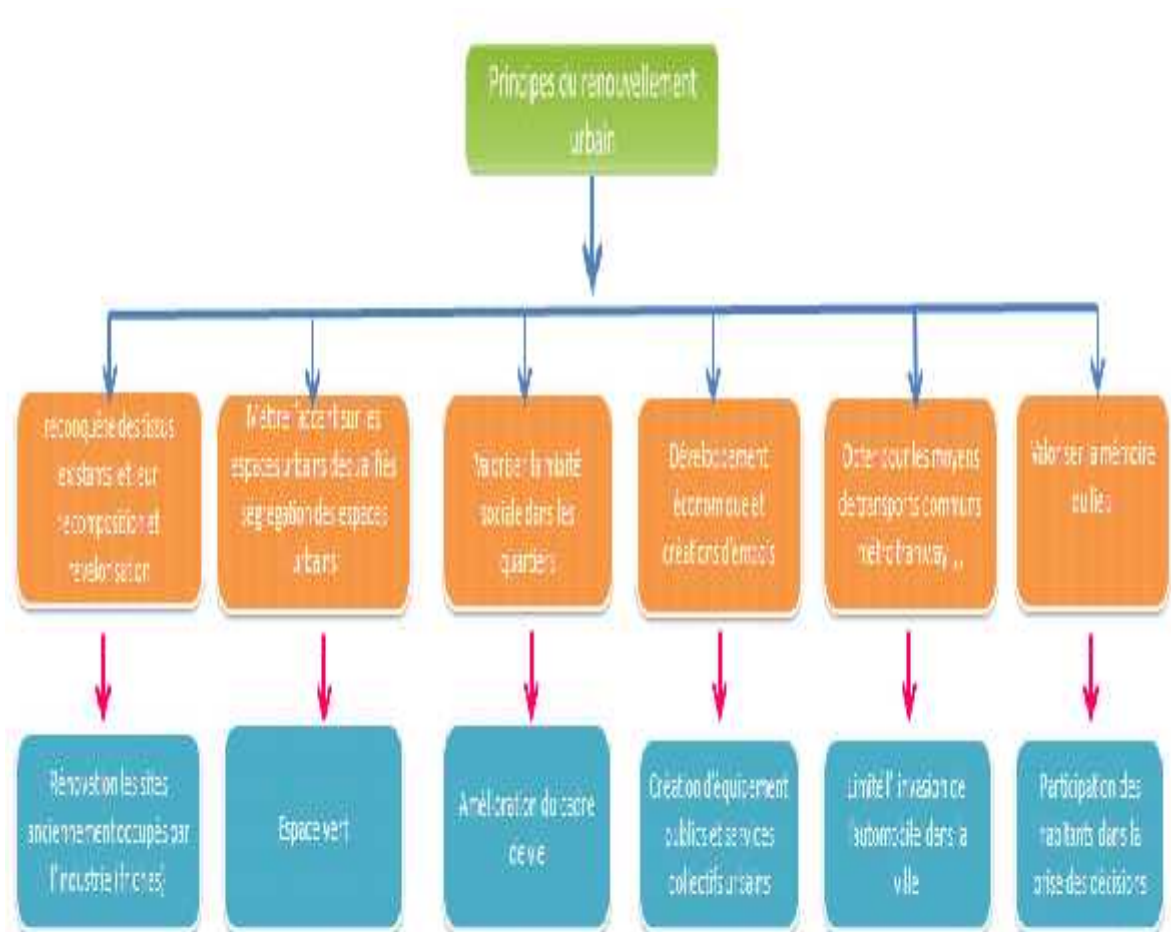 Principes du renouvellement
urbain
reconquête des tissus
existants et leur
recomposition et
revalorisation
Mettre l'accent sur les
espaces urbains des qualifiés
ségrégation des espaces
urbains
Valoriser la mixité
sociale dans les
quartiers
Développement
économique et
créations d'emplois
Opter pour les moyens
de transports communs
métro tramway ,..
Valoriser la mémoire
du lieu
Rénovation les sites
anciennement occupés par
l'industrie (friches)
Espace vert
Amélioration du cadre
de vie
Création d'équipement
publics et services
collectifs urbains
Limité l' invasion de
l'automobile dans la
ville
Participation des
habitants dans la
prise des décisions